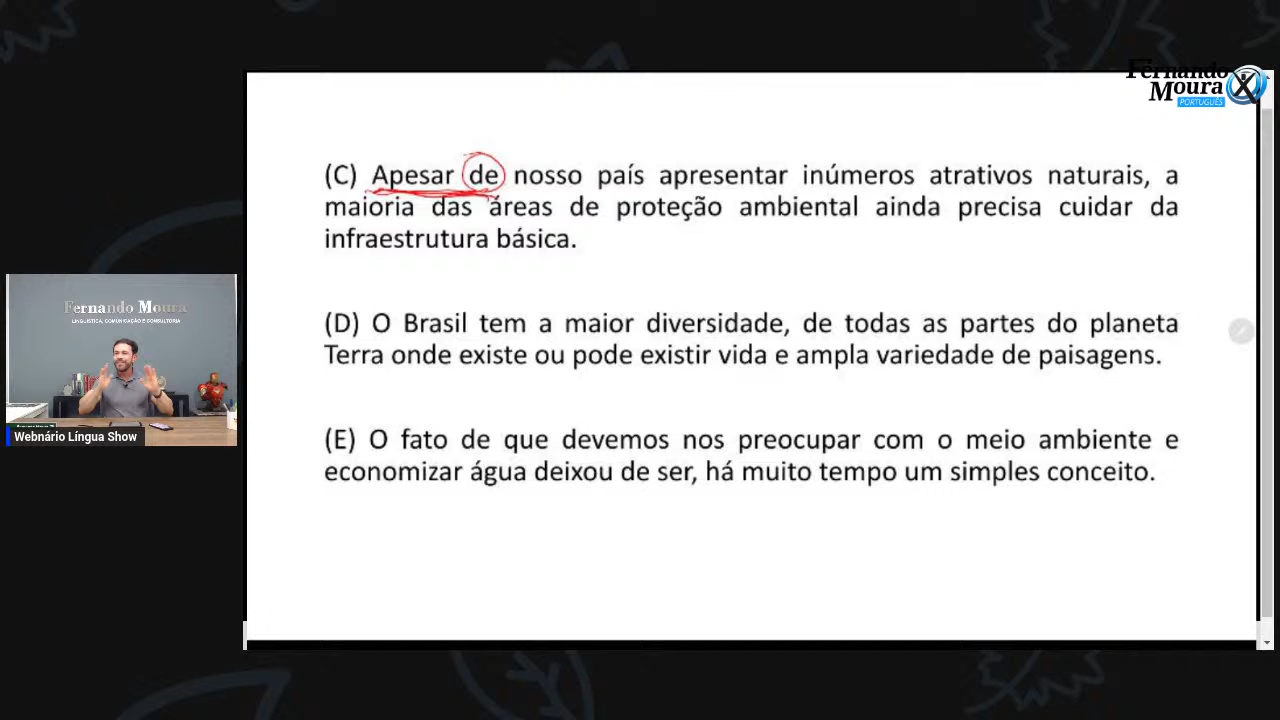 Fernando
Moura
PORTUGUÊS
(C) Apesar de nosso país apresentar inúmeros atrativos naturais, a
maioria das áreas de proteção ambiental ainda precisa cuidar da
infraestrutura básica.
(D) O Brasil tem a maior diversidade, de todas as partes do planeta
Terra onde existe ou pode existir vida e ampla variedade de paisagens.
(E) O fato de que devemos nos preocupar com o meio ambiente e
economizar água deixou de ser, há muito tempo um simples conceito.
Fernando Moura
LINGUÍSTICA, COMUNICAÇÃO E CONSULTORIA
Webnário Língua Show